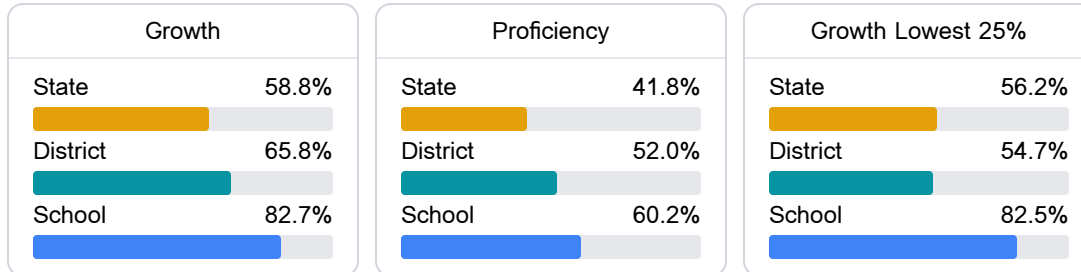 Growth
State 58.8%
District 65.8%
School 82.7%
Proficiency
State 41.8%
District 52.0%
School 60.2%
Growth Lowest 25%
State 56.2%
District 54.7%
School 82.5%